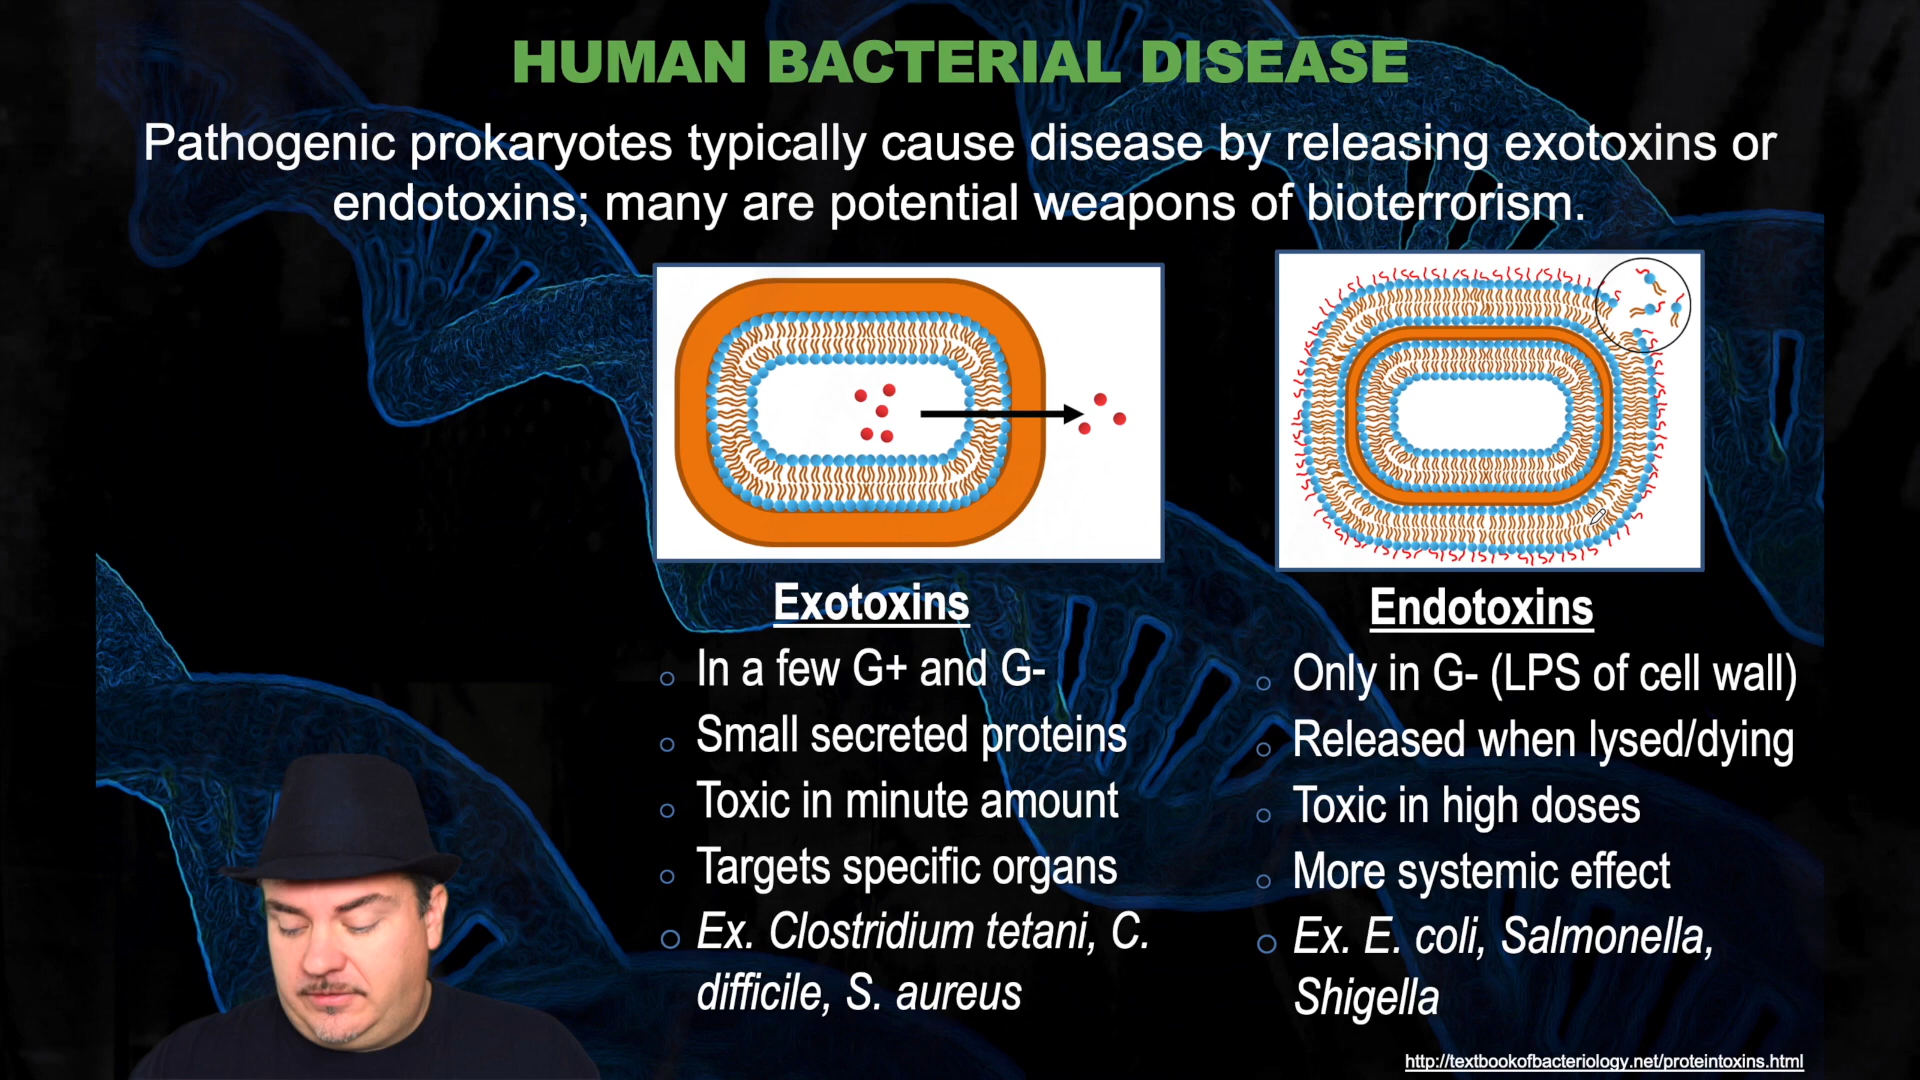 HUMAN BACTERIAL DISEASE
Pathogenic prokaryotes typically cause disease by releasing exotoxins or
endotoxins; many are potential weapons of bioterrorism.
Exotoxins
In a few G+ and G-
Small secreted proteins
Toxic in minute amount
Targets specific organs
Ex. Clostridium tetani, C.
difficile, S. aureus
Endotoxins
Only in G- (LPS of cell wall)
Released when lysed/dying
Toxic in high doses
More systemic effect
Ex. E. coli, Salmonella,
Shigella
http://textbookofbacteriology.net/proteintoxins.html